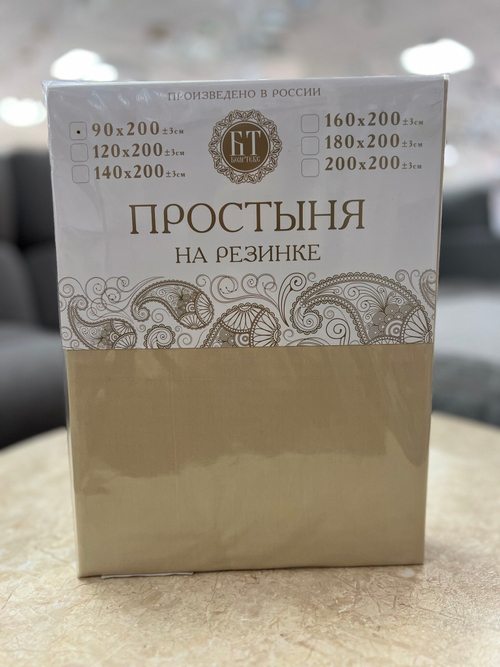 ПРОИЗВЕДЕНО В РОССИИ
90х200±3см
120х200±3см
140х200±3см
БТ
160х200±3см
180х200±3см
200х200±3см
ПРОСТЫНЯ
НА РЕЗИНКЕ